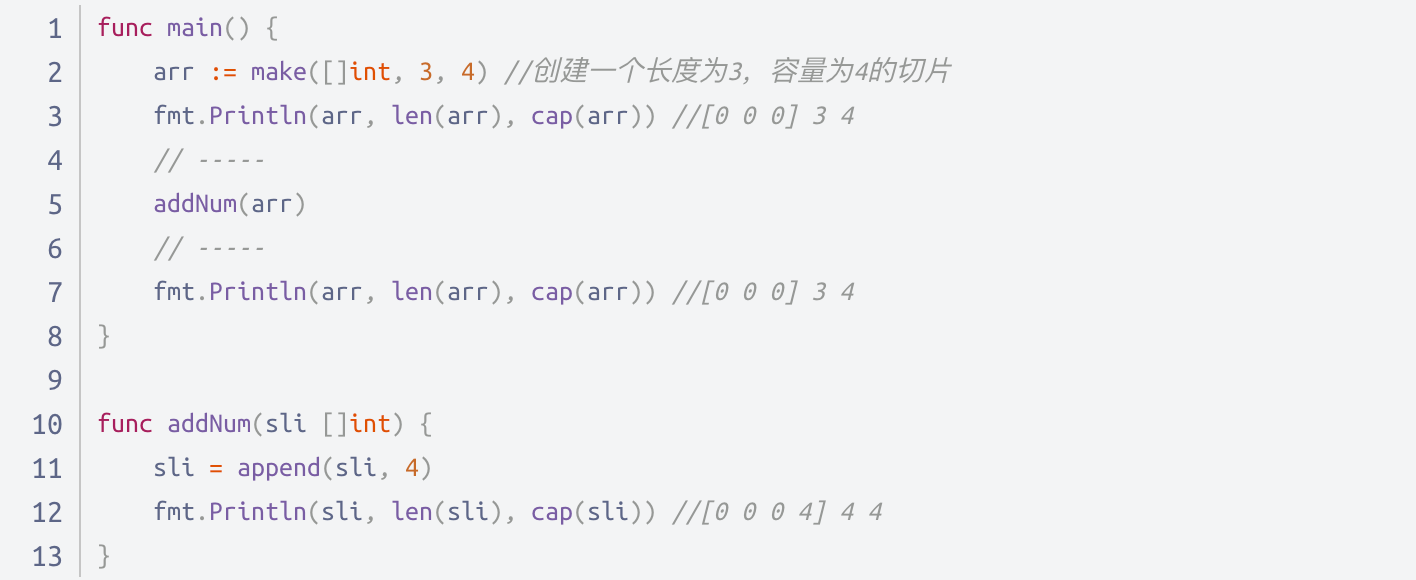 1 func main() {
2     arr := make([]int, 3, 4) //创建一个长度为3，容量为4的切片
3     fmt.Println(arr, len(arr), cap(arr)) //[0 0 0] 3 4
4     // -----
5     addNum(arr)
6     // -----
7     fmt.Println(arr, len(arr), cap(arr)) //[0 0 0] 3 4
8 }
9
10 func addNum(sli []int) {
11     sli = append(sli, 4)
12     fmt.Println(sli, len(sli), cap(sli)) //[0 0 0 4] 4 4
13 }